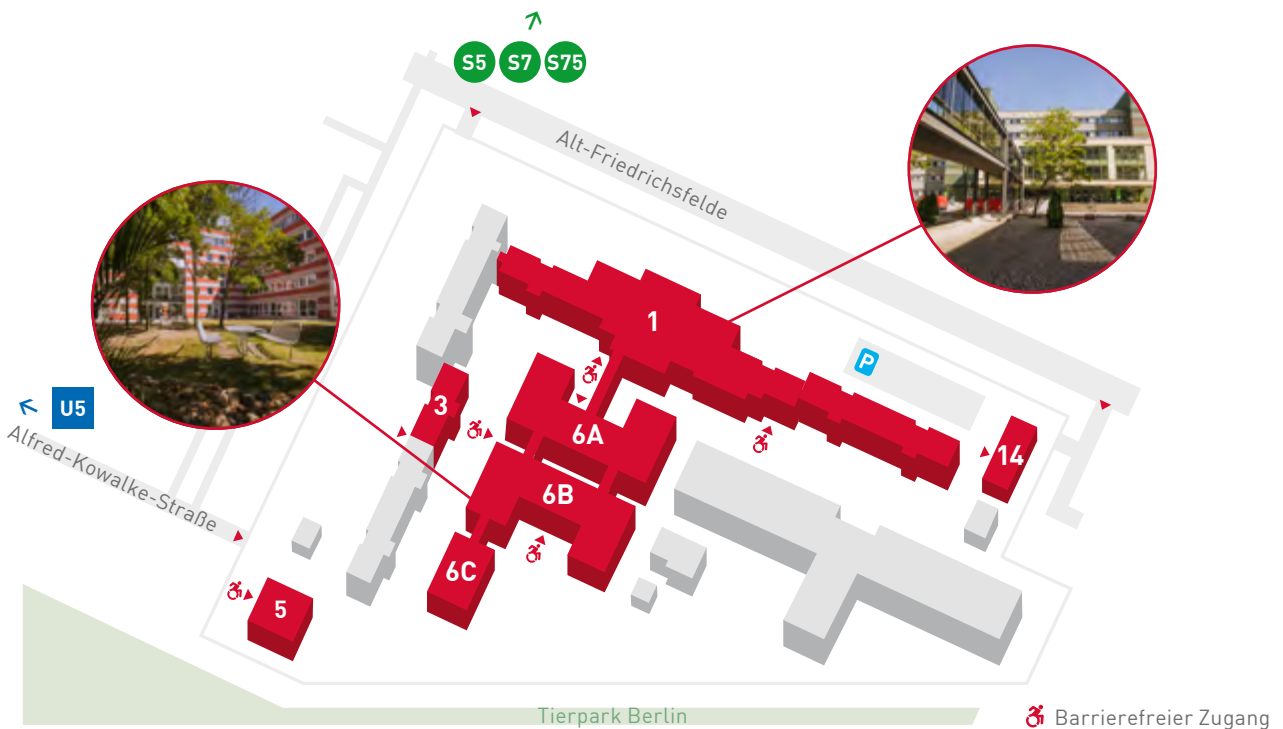 S5 S7 S75
Alt-Friedrichsfelde
1
P
U5
3
6A
14
Alfred-Kowalke-Straße
6B
6C
5
Tierpark Berlin
Barrierefreier Zugang